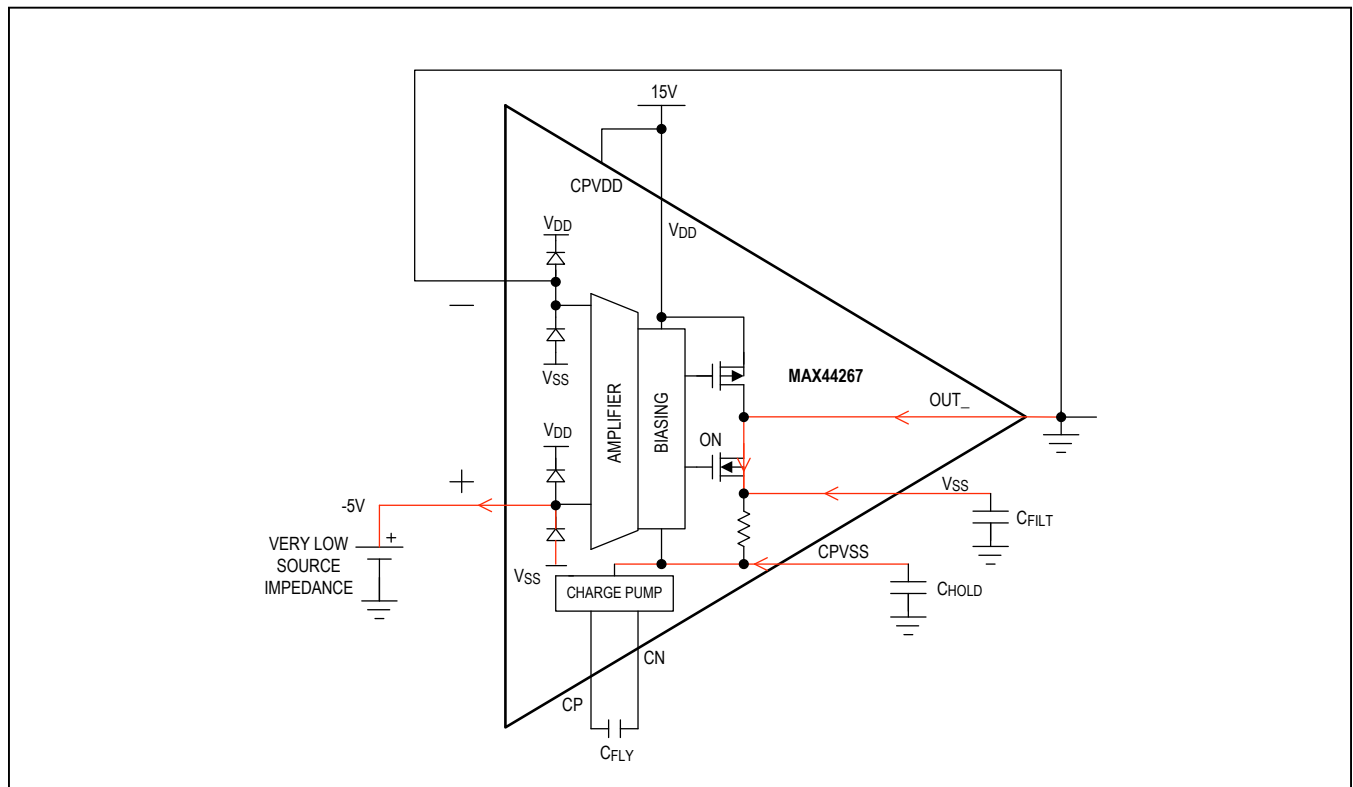 15V
CPVDD
VDD
VDD
−
VSS
AMPLIFIER
BIASING
MAX44267
OUT_
VDD
ON
+
-5V
VSS
CFILT
+
VERY LOW
SOURCE
IMPEDANCE
VSS
CPVSS
CHARGE PUMP
CHOLD
CN
CP
CFLY